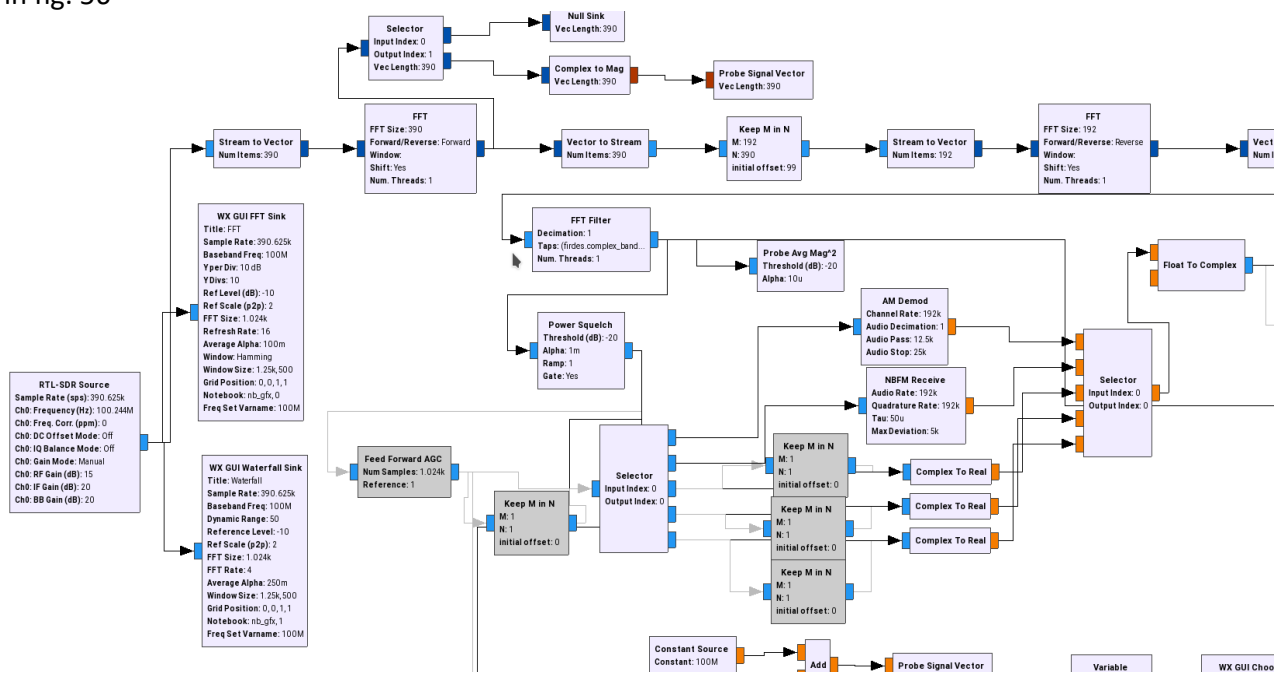 in fig. 30
Null Sink
Vec Length: 390
Selector
Input Index: 0
Output Index: 1
Vec Length: 390
Complex to Mag
Vec Length: 390
Probe Signal Vector
Vec Length: 390
Stream to Vector
Num Items: 390
FFT
FFT Size: 390
Forward/Reverse: Forward
Window:
Shift: Yes
Num. Threads: 1
Vector to Stream
Num Items: 390
Keep M in N
M: 192
N: 390
initial offset: 99
Stream to Vector
Num Items: 192
FFT
FFT Size: 192
Forward/Reverse: Reverse
Window:
Shift: Yes
Num. Threads: 1
Vect
Num I
WX GUI FFT Sink
Title: FFT
Sample Rate: 390.625k
Baseband Freq: 100M
Y per Div: 10 dB
Y Divs: 10
Ref Level (dB): -10
Ref Scale (p2p): 2
FFT Size: 1.024k
Refresh Rate: 16
Average Alpha: 100m
Window: Hamming
Window Size: 1.25k,500
Grid Position: 0, 0, 1, 1
Notebook: nb_gfx, 0
Freq Set Varname: 100M
FFT Filter
Decimation: 1
Taps: (firdes.complex_band...
Num. Threads: 1
Probe Avg Mag^2
Threshold (dB): -20
Alpha: 10u
Float To Complex
Power Squelch
Threshold (dB): -20
Alpha: 1m
Ramp: 1
Gate: Yes
AM Demod
Channel Rate: 192k
Audio Decimation: 1
Audio Pass: 12.5k
Audio Stop: 25k
NBFM Receive
Audio Rate: 192k
Quadrature Rate: 192k
Tau: 50u
Max Deviation: 5k
Selector
Input Index: 0
Output Index: 0
RTL-SDR Source
Sample Rate (sps): 390.625k
Ch0: Frequency (Hz): 100.244M
Ch0: Freq. Corr. (ppm): 0
Ch0: DC Offset Mode: Off
Ch0: IQ Balance Mode: Off
Ch0: Gain Mode: Manual
Ch0: RF Gain (dB): 15
Ch0: IF Gain (dB): 20
Ch0: BB Gain (dB): 20
WX GUI Waterfall Sink
Title: Waterfall
Sample Rate: 390.625k
Baseband Freq: 100M
Dynamic Range: 50
Reference Level: -10
Ref Scale (p2p): 2
FFT Size: 1.024k
FFT Rate: 4
Average Alpha: 250m
Window Size: 1.25k,500
Grid Position: 0, 0, 1, 1
Notebook: nb_gfx, 1
Freq Set Varname: 100M
Feed Forward AGC
Num Samples: 1.024k
Reference: 1
Keep M in N
M: 1
N: 1
initial offset: 0
Selector
Input Index: 0
Output Index: 0
Keep M in N
M: 1
N: 1
initial offset: 0
Keep M in N
M: 1
N: 1
initial offset: 0
Keep M in N
M: 1
N: 1
initial offset: 0
Complex To Real
Complex To Real
Complex To Real
Constant Source
Constant: 100M
Add
Probe Signal Vector
Variable
WX GUI Choo